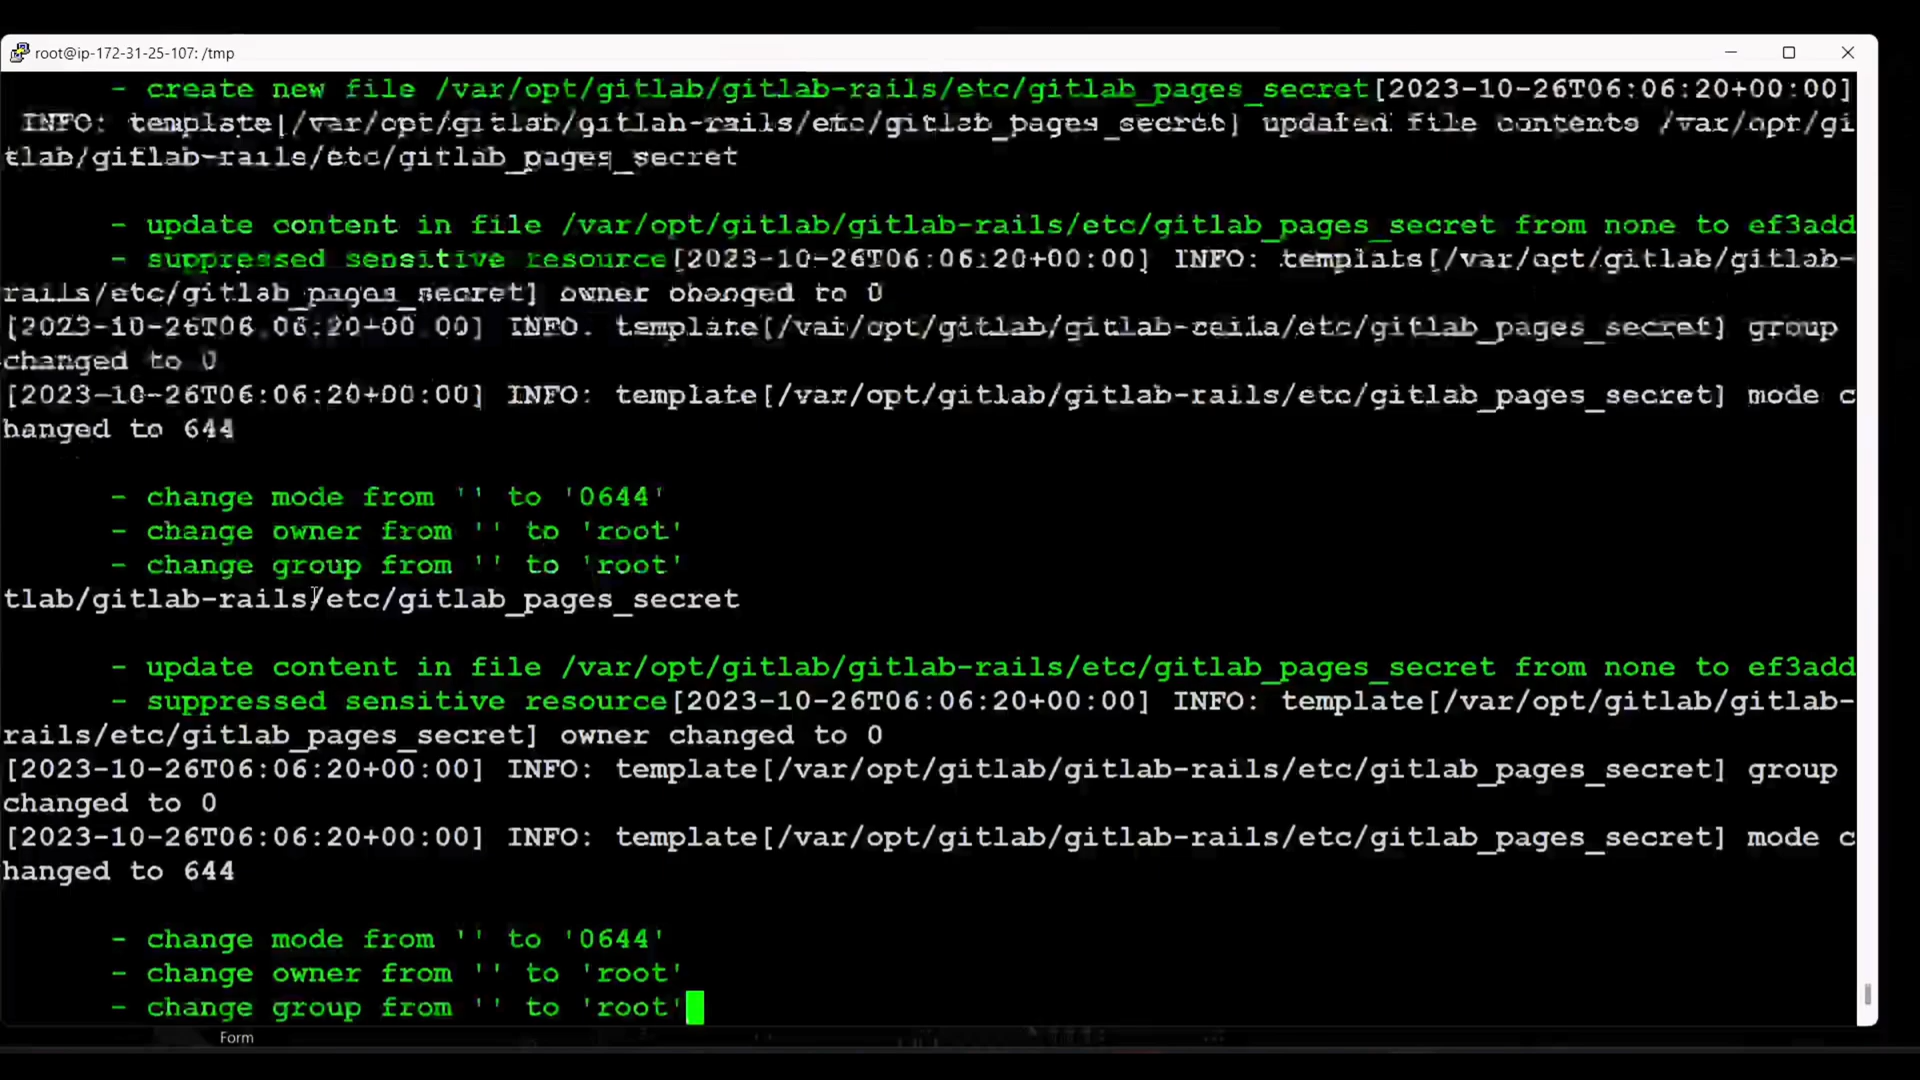 root@ip-172-31-25-107: /tmp
- create new file /var/opt/gitlab/gitlab-rails/etc/gitlab_pages_secret[2023-10-26T06:06:20+00:00]
INFO: template[/var/opt/gitlab/gitlab-rails/etc/gitlab_pages_secret] updated file contents /var/opt/gi
tlab/gitlab-rails/etc/gitlab_pages_secret
- update content in file /var/opt/gitlab/gitlab-rails/etc/gitlab_pages_secret from none to ef3add
- suppressed sensitive resource[2023-10-26T06:06:20+00:00] INFO: template[/var/opt/gitlab/gitlab-
rails/etc/gitlab_pages_secret] owner changed to 0
[2023-10-26T06:06:20+00:00] INFO: template[/var/opt/gitlab/gitlab-rails/etc/gitlab_pages_secret] group
changed to 0
[2023-10-26T06:06:20+00:00] INFO: template[/var/opt/gitlab/gitlab-rails/etc/gitlab_pages_secret] mode c
hanged to 644
- change mode from '' to '0644'
- change owner from '' to 'root'
- change group from '' to 'root'
tlab/gitlab-rails/etc/gitlab_pages_secret
- update content in file /var/opt/gitlab/gitlab-rails/etc/gitlab_pages_secret from none to ef3add
- suppressed sensitive resource[2023-10-26T06:06:20+00:00] INFO: template[/var/opt/gitlab/gitlab-
rails/etc/gitlab_pages_secret] owner changed to 0
[2023-10-26T06:06:20+00:00] INFO: template[/var/opt/gitlab/gitlab-rails/etc/gitlab_pages_secret] group
changed to 0
[2023-10-26T06:06:20+00:00] INFO: template[/var/opt/gitlab/gitlab-rails/etc/gitlab_pages_secret] mode c
hanged to 644
- change mode from '' to '0644'
- change owner from '' to 'root'
- change group from '' to 'root'
Form